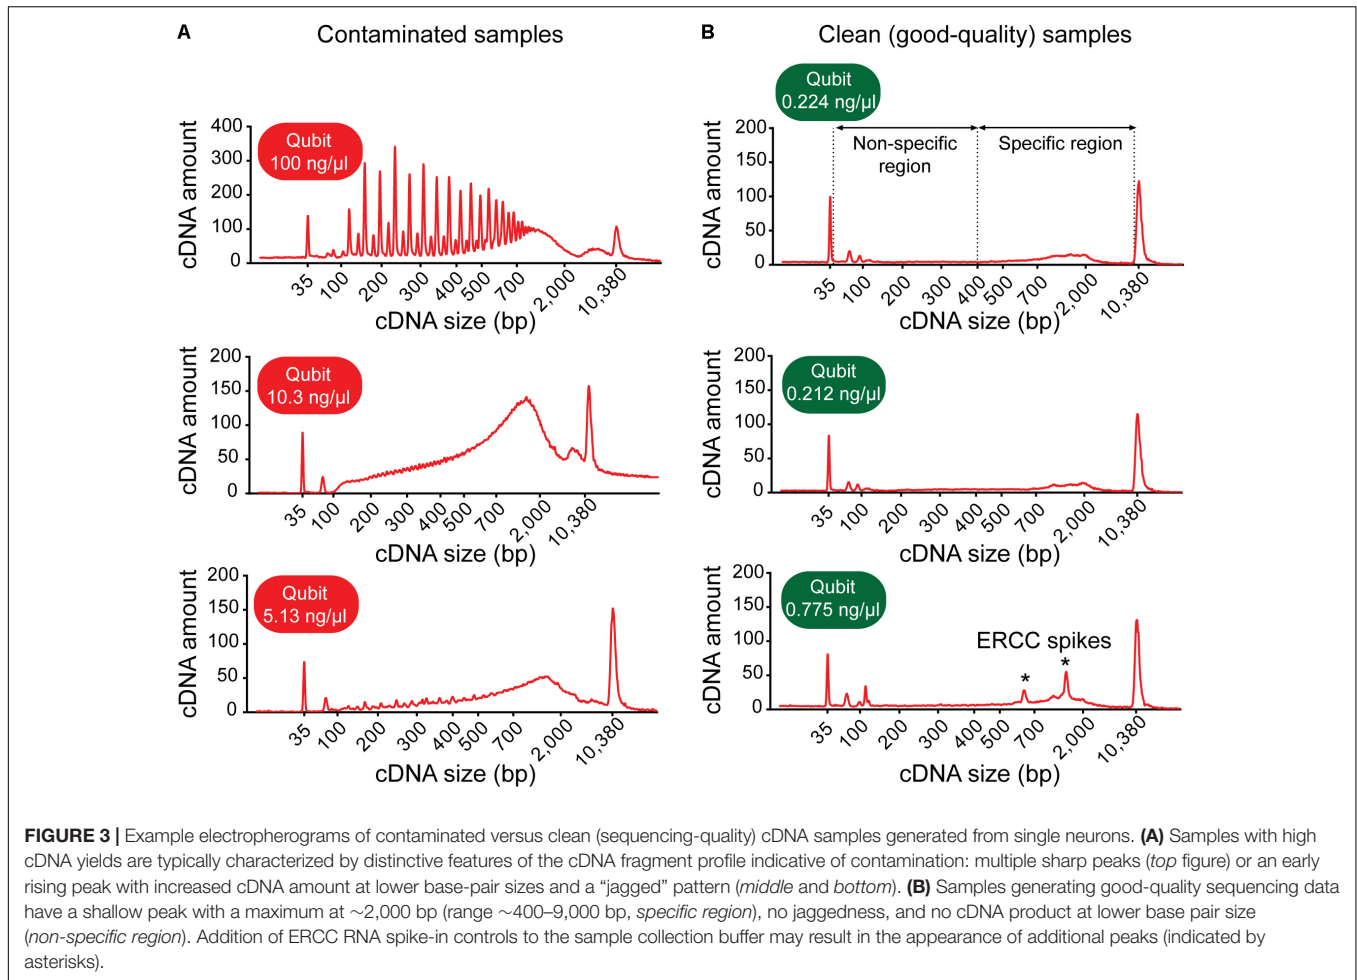 A
Contaminated samples
Qubit
100 ng/µl
cDNA amount
400
300
200
100
0
35
100
200
300
400
500
700
2,000
10,380
cDNA size (bp)
Qubit
10.3 ng/µl
cDNA amount
200
150
100
50
0
35
100
200
300
400
500
700
2,000
10,380
cDNA size (bp)
Qubit
5.13 ng/µl
cDNA amount
200
150
100
50
0
35
100
200
300
400
500
700
2,000
10,380
cDNA size (bp)
B
Clean (good-quality) samples
Qubit
0.224 ng/µl
cDNA amount
200
150
100
50
0
Non-specific
region
Specific region
35
100
200
300
400
500
700
2,000
10,380
cDNA size (bp)
Qubit
0.212 ng/µl
cDNA amount
200
150
100
50
0
35
100
200
300
400
500
700
2,000
10,380
cDNA size (bp)
Qubit
0.775 ng/µl
cDNA amount
200
150
100
50
0
ERCC spikes
*
*
35
100
200
300
400
500
700
2,000
10,380
cDNA size (bp)
FIGURE 3 | Example electropherograms of contaminated versus clean (sequencing-quality) cDNA samples generated from single neurons. (A) Samples with high
cDNA yields are typically characterized by distinctive features of the cDNA fragment profile indicative of contamination: multiple sharp peaks (top figure) or an early
rising peak with increased cDNA amount at lower base-pair sizes and a “jagged” pattern (middle and bottom). (B) Samples generating good-quality sequencing data
have a shallow peak with a maximum at ∼2,000 bp (range ∼400–9,000 bp, specific region), no jaggedness, and no cDNA product at lower base pair size
(non-specific region). Addition of ERCC RNA spike-in controls to the sample collection buffer may result in the appearance of additional peaks (indicated by
asterisks).